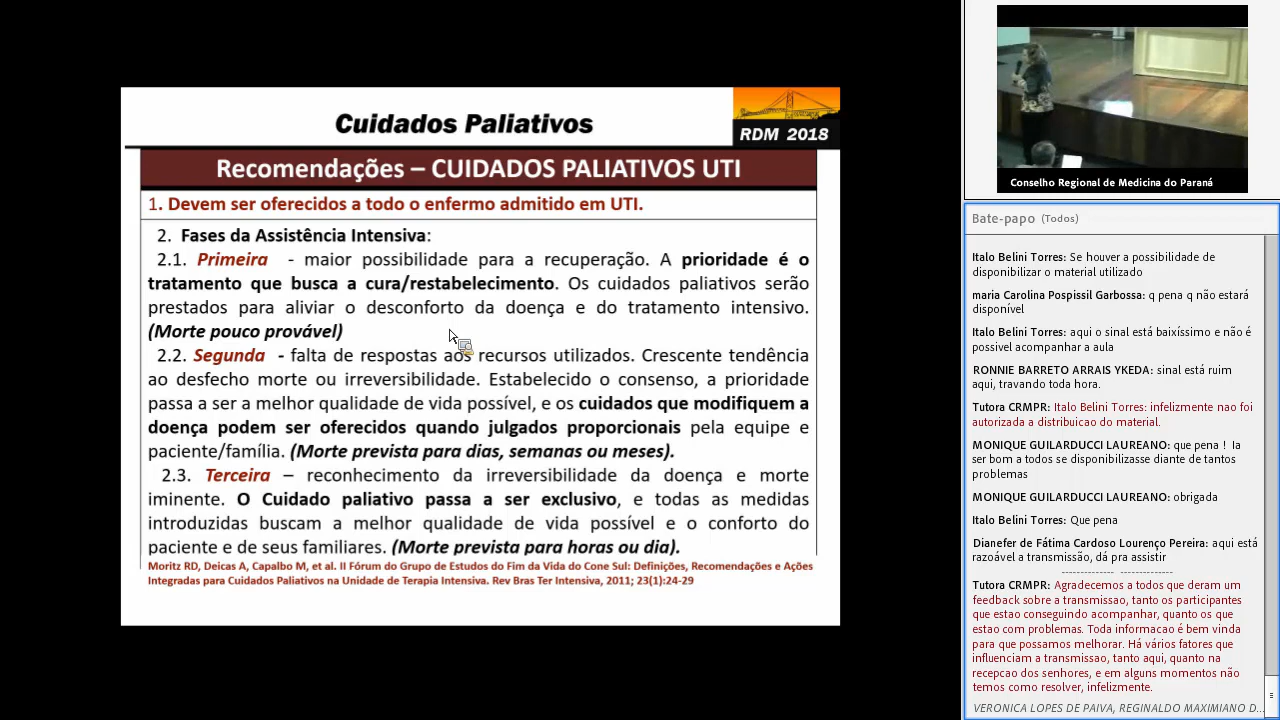 Cuidados Paliativos
RDM 2018
Recomendações – CUIDADOS PALIATIVOS UTI
1. Devem ser oferecidos a todo o enfermo admitido em UTI.
2. Fases da Assistência Intensiva:
2.1. Primeira - maior possibilidade para a recuperação. A prioridade é o
tratamento que busca a cura/restabelecimento. Os cuidados paliativos serão
prestados para aliviar o desconforto da doença e do tratamento intensivo.
(Morte pouco provável)
2.2. Segunda - falta de respostas aos recursos utilizados. Crescente tendência
ao desfecho morte ou irreversibilidade. Estabelecido o consenso, a prioridade
passa a ser a melhor qualidade de vida possível, e os cuidados que modifiquem a
doença podem ser oferecidos quando julgados proporcionais pela equipe e
paciente/família. (Morte prevista para dias, semanas ou meses).
2.3. Terceira – reconhecimento da irreversibilidade da doença e morte
iminente. O Cuidado paliativo passa a ser exclusivo, e todas as medidas
introduzidas buscam a melhor qualidade de vida possível e o conforto do
paciente e de seus familiares. (Morte prevista para horas ou dia).
Moritz RD, Deicas A, Capalbo M, et al. II Fórum do Grupo de Estudos do Fim da Vida do Cone Sul: Definições, Recomendações e Ações
Integradas para Cuidados Paliativos na Unidade de Terapia Intensiva. Rev Bras Ter Intensiva, 2011; 23(1):24-29
Conselho Regional de Medicina do Paraná
Bate-papo (Todos)
Italo Belini Torres: Se houver a possibilidade de
disponibilizar o material utilizado
maria Carolina Pospissil Garbossa: q pena q não estará
disponível
Italo Belini Torres: aqui o sinal está baixíssimo e não é
possivel acompanhar a aula
RONNIE BARRETO ARRAIS YKEDA: sinal está ruim
aqui, travando toda hora.
Tutora CRMPR: Italo Belini Torres: infelizmente nao foi
autorizada a distribuicao do material.
MONIQUE GUILARDUCCI LAUREANO: que pena ! Ia
ser bom a todos se disponibilizasse diante de tantos
problemas
MONIQUE GUILARDUCCI LAUREANO: obrigada
Italo Belini Torres: Que pena
Dianefer de Fátima Cardoso Lourenço Pereira: aqui está
razoável a transmissão, dá pra assistir
-------------- --------------
Tutora CRMPR: Agradecemos a todos que deram um
feedback sobre a transmissao, tanto os participantes
que estao conseguindo acompanhar, quanto os que
estao com problemas. Toda informacao é bem vinda
para que possamos melhorar. Há vários fatores que
influenciam a transmissao, tanto aqui, quanto na
recepcao dos senhores, e em alguns momentos não
temos como resolver, infelizmente.
VERONICA LOPES DE PAIVA, REGINALDO MAXIMIANO D...